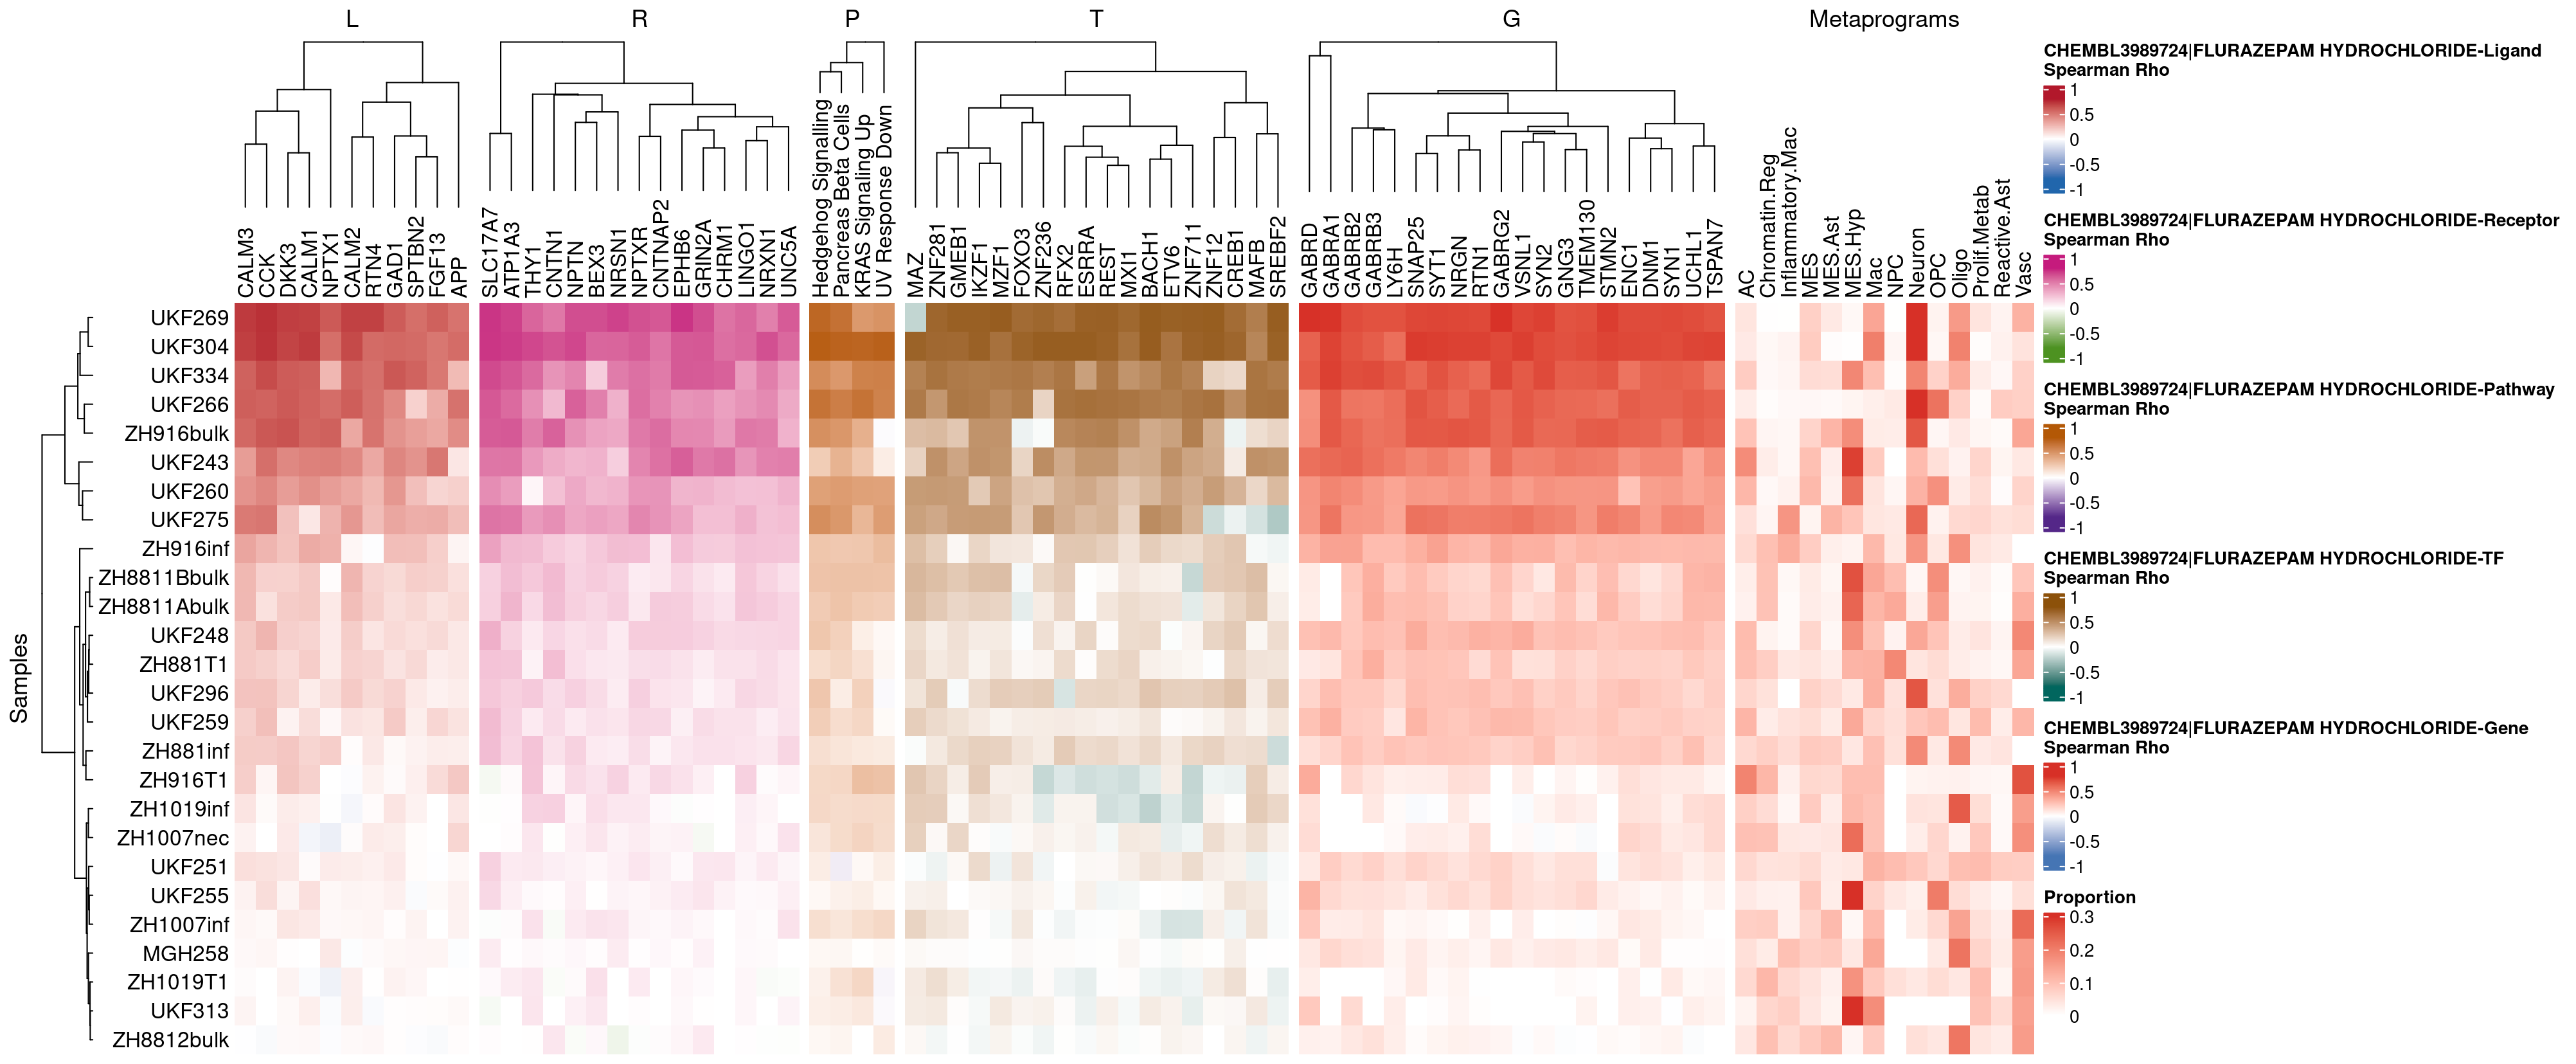 L R P T G Metaprograms
CALM3 CCK DKK3 CALM1 NPTX1 CALM2 RTN4 GAD1 SPTBN2 FGF13 APP
SLC17A7 ATP1A3 THY1 CNTN1 NPTN BEX3 NRSN1 NPTXR CNTNAP2 EPHB6 GRIN2A CHRM1 LINGO1 NRXN1 UNC5A
Hedgehog Signalling
Pancreas Beta Cells
KRAS Signaling Up
UV Response Down
MAZ ZNF281 GMEB1 IKZF1 MZF1 FOXO3 ZNF236 RFX2 ESRRA REST MXI1 BACH1 ETV6 ZNF711 ZNF12 CREB1 MAFB SREBF2
GABRD GABRA1 GABRB2 GABRB3 LY6H SNAP25 SYT1 NRGN RTN1 GABRG2 VSNL1 SYN2 GNG3 TMEM130 STMN2 ENC1 DNM1 SYN1 UCHL1 TSPAN7
AC Chromatin.Reg Inflammatory.Mac MES MES.Ast MES.Hyp Mac NPC Neuron OPC Oligo Prolif.Metab Reactive.Ast Vasc
Samples
UKF269
UKF304
UKF334
UKF266
ZH916bulk
UKF243
UKF260
UKF275
ZH916inf
ZH8811Bbulk
ZH8811Abulk
UKF248
ZH881T1
UKF296
UKF259
ZH881inf
ZH916T1
ZH1019inf
ZH1007nec
UKF251
UKF255
ZH1007inf
MGH258
ZH1019T1
UKF313
ZH8812bulk
CHEMBL3989724|FLURAZEPAM HYDROCHLORIDE-Ligand
Spearman Rho
1
0.5
0
-0.5
-1
CHEMBL3989724|FLURAZEPAM HYDROCHLORIDE-Receptor
Spearman Rho
1
0.5
0
-0.5
-1
CHEMBL3989724|FLURAZEPAM HYDROCHLORIDE-Pathway
Spearman Rho
1
0.5
0
-0.5
-1
CHEMBL3989724|FLURAZEPAM HYDROCHLORIDE-TF
Spearman Rho
1
0.5
0
-0.5
-1
CHEMBL3989724|FLURAZEPAM HYDROCHLORIDE-Gene
Spearman Rho
1
0.5
0
-0.5
-1
Proportion
0.3
0.2
0.1
0